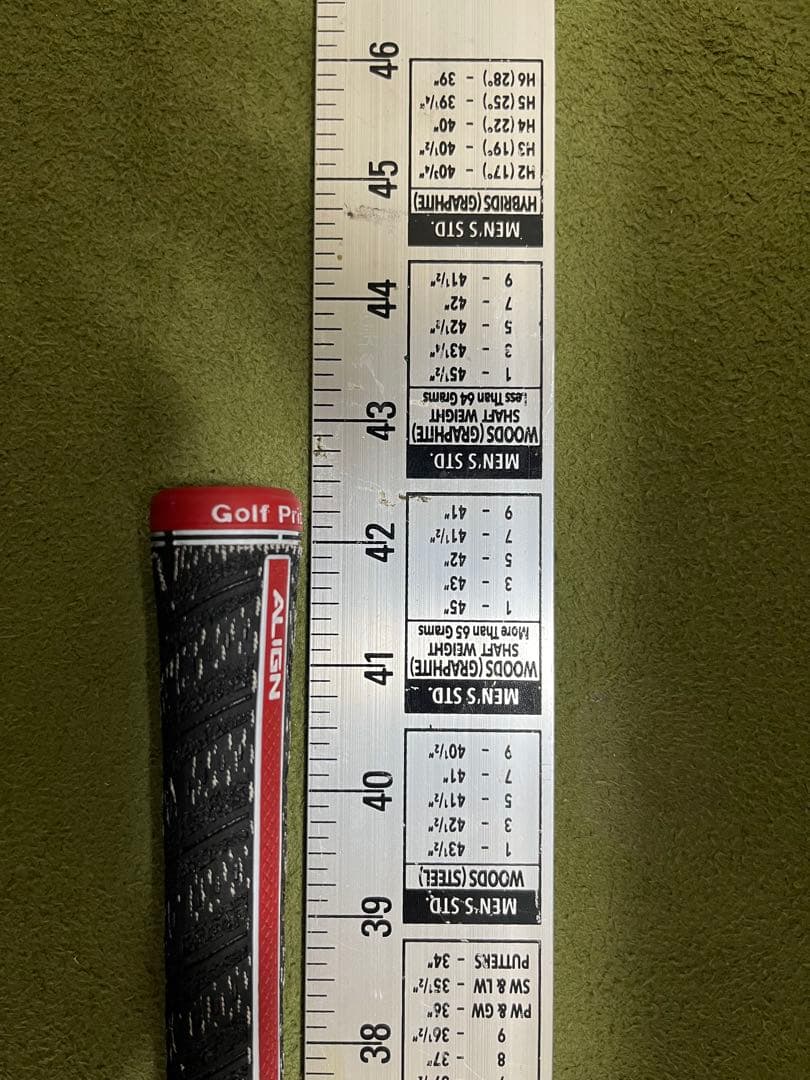 46
45
44
43
42
41
40
39
38
Golf Pri
ALIGN
8 - 37"
9 - 36½"
PW & GW - 36"
SW & LW - 35½"
PUTTERS - 34"
MEN'S STD.
WOODS (STEEL)
1 - 43½"
3 - 42½"
5 - 41½"
7 - 41"
9 - 40½"
MEN'S STD.
WOODS (GRAPHITE)
SHAFT WEIGHT
More Than 65 Grams
1 - 45"
3 - 43"
5 - 42"
7 - 41½"
9 - 41"
MEN'S STD.
WOODS (GRAPHITE)
SHAFT WEIGHT
Less Than 64 Grams
1 - 45½"
3 - 43¼"
5 - 42½"
7 - 42"
9 - 41½"
MEN'S STD.
HYBRIDS (GRAPHITE)
H2 (17°) - 40¾"
H3 (19°) - 40½"
H4 (22°) - 40"
H5 (25°) - 39¼"
H6 (28°) - 39"